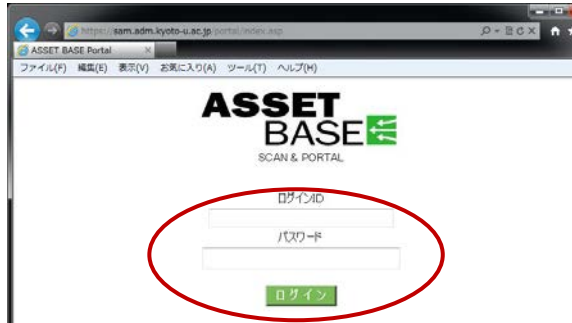 https://sam.adm.kyoto-u.ac.jp/portal/index.asp
ASSET BASE Portal
ファイル(F) 編集(E) 表示(V) お気に入り(A) ツール(T) ヘルプ(H)
ASSET
BASE
SCAN & PORTAL
ログインID
パスワード
ログイン